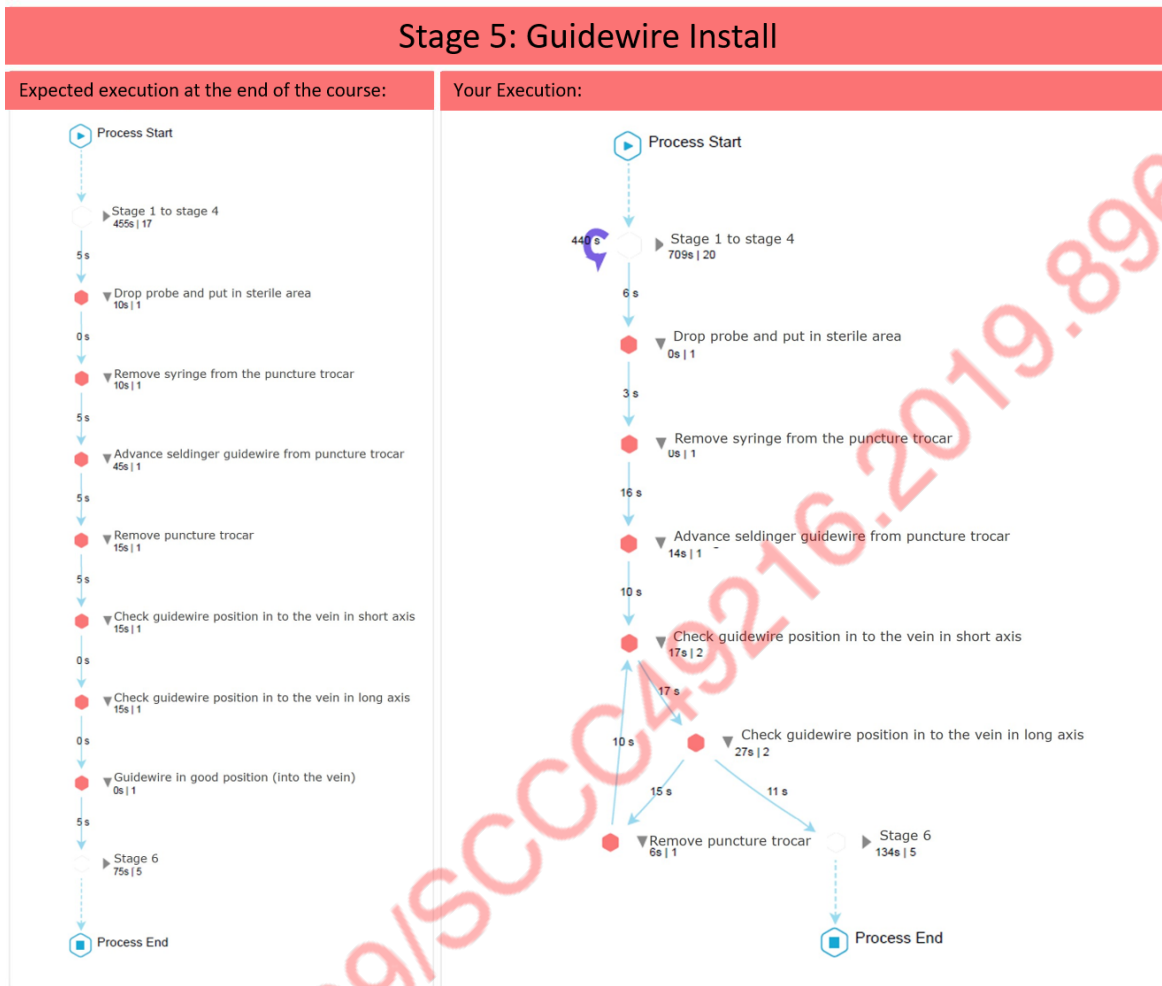 Stage 5: Guidewire Install
Expected execution at the end of the course:
Process Start
Stage 1 to stage 4
455s | 17
5 s
Drop probe and put in sterile area
10s | 1
0 s
Remove syringe from the puncture trocar
10s | 1
5 s
Advance seldinger guidewire from puncture trocar
45s | 1
5 s
Remove puncture trocar
15s | 1
5 s
Check guidewire position in to the vein in short axis
15s | 1
0 s
Check guidewire position in to the vein in long axis
15s | 1
0 s
Guidewire in good position (into the vein)
0s | 1
5 s
Stage 6
75s | 5
Process End
Your Execution:
Process Start
440 s
Stage 1 to stage 4
709s | 20
6 s
Drop probe and put in sterile area
0s | 1
3 s
Remove syringe from the puncture trocar
0s | 1
16 s
Advance seldinger guidewire from puncture trocar
14s | 1
10 s
Check guidewire position in to the vein in short axis
17s | 2
17 s
10 s
Check guidewire position in to the vein in long axis
27s | 2
15 s
11 s
Remove puncture trocar
6s | 1
Stage 6
134s | 5
Process End
9/SCCC49216.2019.896